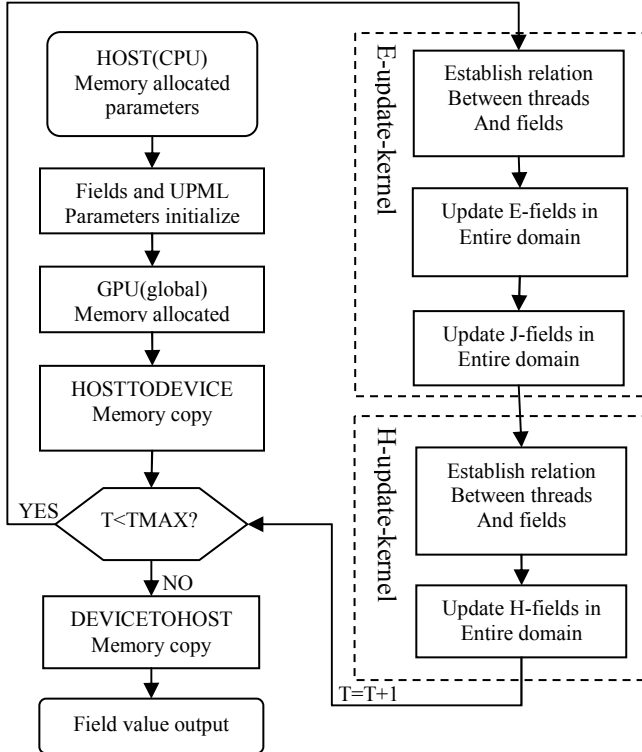 HOST(CPU)
Memory allocated
parameters
Fields and UPML
Parameters initialize
GPU(global)
Memory allocated
HOSTTODEVICE
Memory copy
YES
T<TMAX?
NO
DEVICETOHOST
Memory copy
Field value output
E-update-kernel
Establish relation
Between threads
And fields
Update E-fields in
Entire domain
Update J-fields in
Entire domain
H-update-kernel
Establish relation
Between threads
And fields
Update H-fields in
Entire domain
T=T+1